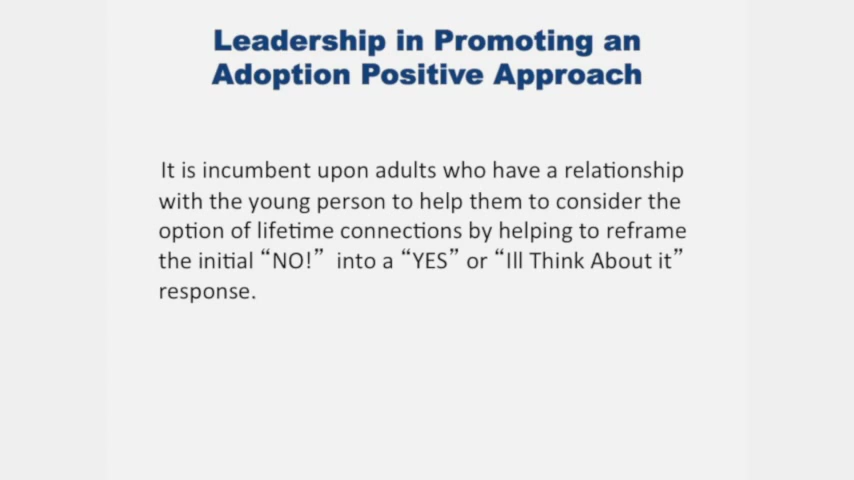 Leadership in Promoting an
Adoption Positive Approach
It is incumbent upon adults who have a relationship
with the young person to help them to consider the
option of lifetime connections by helping to reframe
the initial “NO!” into a “YES” or “Ill Think About it”
response.